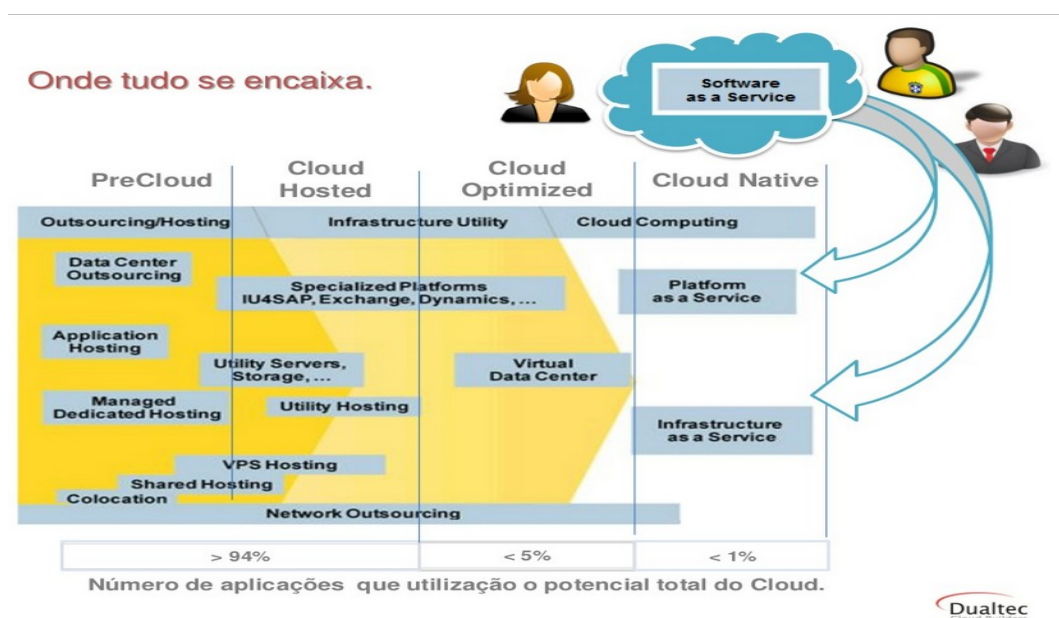 Onde tudo se encaixa.
Software
as a Service
PreCloud
Cloud
Hosted
Cloud
Optimized
Cloud Native
Outsourcing/Hosting
Infrastructure Utility
Cloud Computing
Data Center
Outsourcing
Specialized Platforms
IU4SAP, Exchange, Dynamics, ...
Platform
as a Service
Application
Hosting
Utility Servers,
Storage, ...
Virtual
Data Center
Managed
Dedicated Hosting
Utility Hosting
Infrastructure
as a Service
VPS Hosting
Shared Hosting
Colocation
Network Outsourcing
> 94%
< 5%
< 1%
Número de aplicações que utilização o potencial total do Cloud.
Dualtec
Cloud Builders